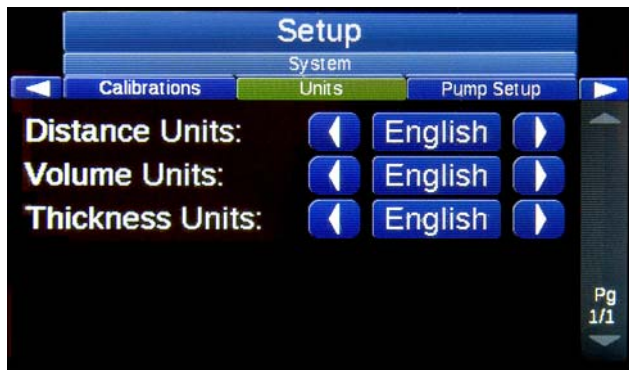 Setup
System
Calibrations Units Pump Setup
Distance Units: English
Volume Units: English
Thickness Units: English
Pg
1/1